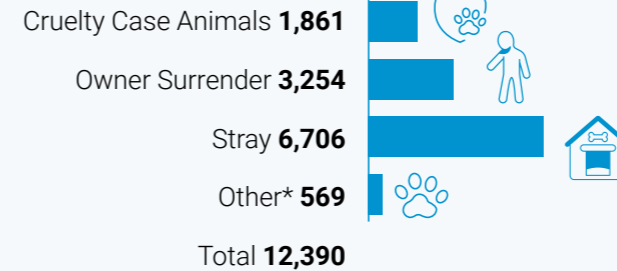 Cruelty Case Animals 1,861
Owner Surrender 3,254
Stray 6,706
Other* 569
Total 12,390